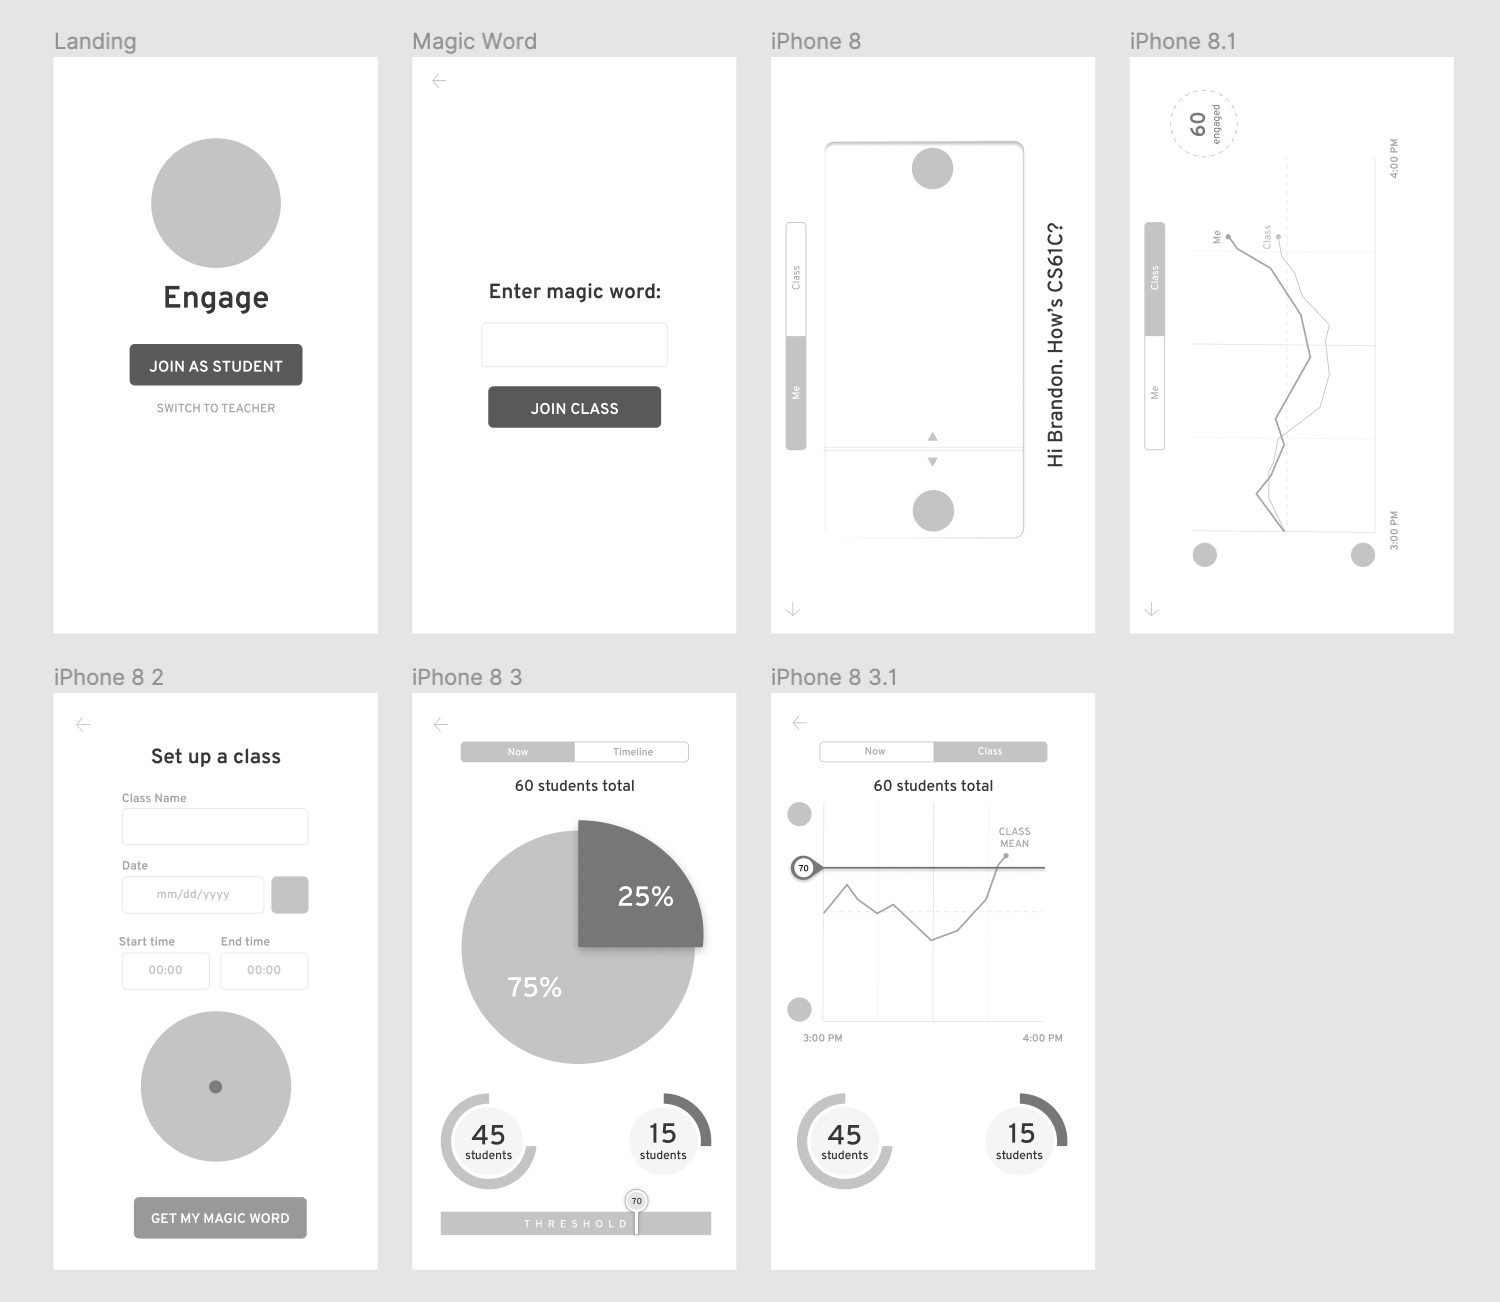 Landing
Engage
JOIN AS STUDENT
SWITCH TO TEACHER
Magic Word
Enter magic word:
JOIN CLASS
iPhone 8
Class
Me
Hi Brandon. How's CS61C?
iPhone 8.1
60
engaged
Class
Me
Me
Class
4:00 PM
3:00 PM
iPhone 8 2
Set up a class
Class Name
Date
mm/dd/yyyy
Start time
End time
00:00
00:00
GET MY MAGIC WORD
iPhone 8 3
Now
Timeline
60 students total
25%
75%
45
students
15
students
70
THRESHOLD
iPhone 8 3.1
Now
Class
60 students total
CLASS
MEAN
70
3:00 PM
4:00 PM
45
students
15
students